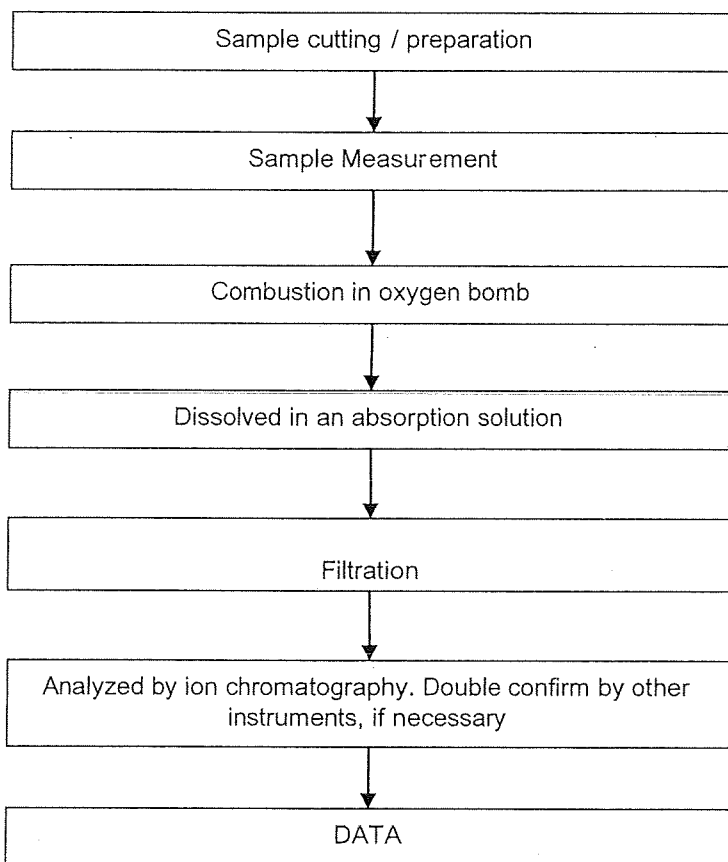 Sample cutting / preparation
Sample Measurement
Combustion in oxygen bomb
Dissolved in an absorption solution
Filtration
Analyzed by ion chromatography. Double confirm by other
instruments, if necessary
DATA